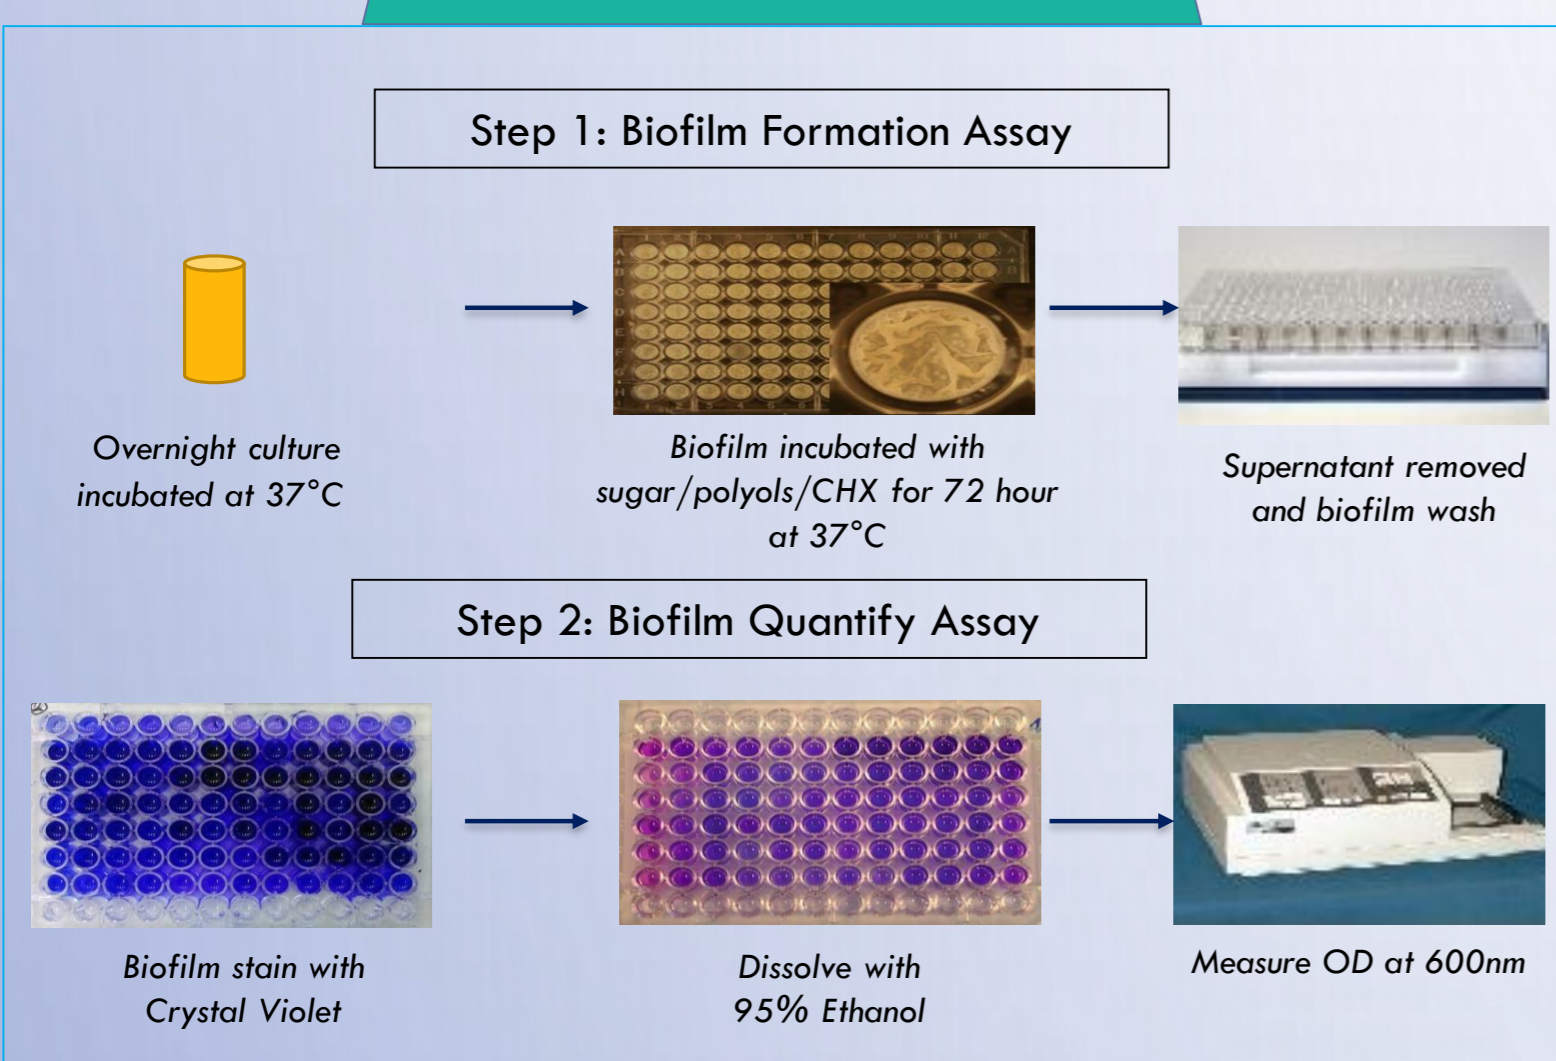 Step 1: Biofilm Formation Assay
Overnight culture
incubated at 37°C
Biofilm incubated with
sugar/polyols/CHX for 72 hour
at 37°C
Supernatant removed
and biofilm wash
Step 2: Biofilm Quantify Assay
Biofilm stain with
Crystal Violet
Dissolve with
95% Ethanol
Measure OD at 600nm